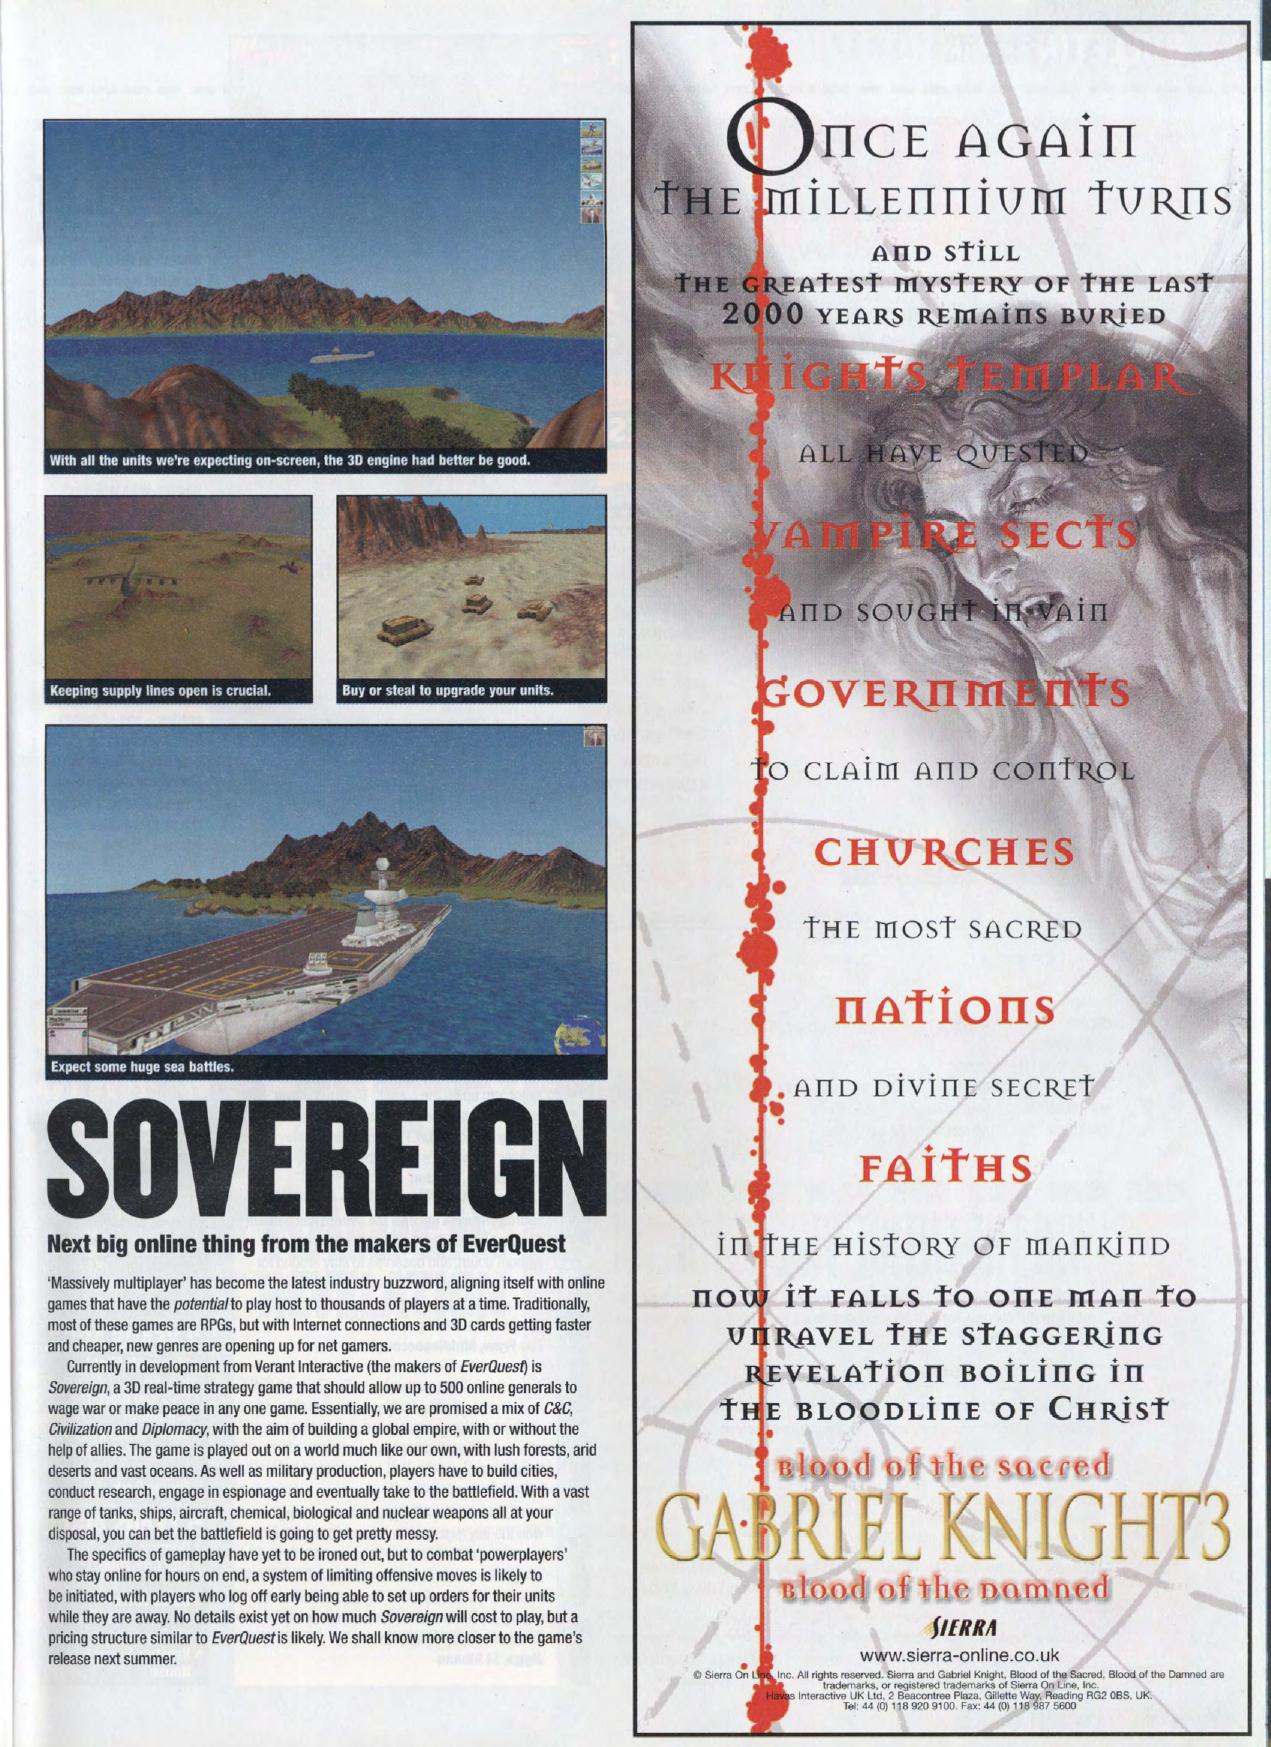 With all the units we're expecting on-screen, the 3D engine had better be good.
Keeping supply lines open is crucial.
Buy or steal to upgrade your units.
Expect some huge sea battles.
SOVEREIGN
Next big online thing from the makers of EverQuest
'Massively multiplayer' has become the latest industry buzzword, aligning itself with online
games that have the potential to play host to thousands of players at a time. Traditionally,
most of these games are RPGs, but with Internet connections and 3D cards getting faster
and cheaper, new genres are opening up for net gamers.
Currently in development from Verant Interactive (the makers of EverQuest) is
Sovereign, a 3D real-time strategy game that should allow up to 500 online generals to
wage war or make peace in any one game. Essentially, we are promised a mix of C&C,
Civilization and Diplomacy, with the aim of building a global empire, with or without the
help of allies. The game is played out on a world much like our own, with lush forests, arid
deserts and vast oceans. As well as military production, players have to build cities,
conduct research, engage in espionage and eventually take to the battlefield. With a vast
range of tanks, ships, aircraft, chemical, biological and nuclear weapons all at your
disposal, you can bet the battlefield is going to get pretty messy.
The specifics of gameplay have yet to be ironed out, but to combat 'powerplayers'
who stay online for hours on end, a system of limiting offensive moves is likely to
be initiated, with players who log off early being able to set up orders for their units
while they are away. No details exist yet on how much Sovereign will cost to play, but a
pricing structure similar to EverQuest is likely. We shall know more closer to the game's
release next summer.
ONCE AGAIN
THE MILLENNIUM TURNS
AND STILL
THE GREATEST MYSTERY OF THE LAST
2000 YEARS REMAINS BURIED
KNIGHTS TEMPLAR
ALL HAVE QUESTED
VAMPIRE SECTS
AND SOUGHT IN VAIN
GOVERNMENTS
TO CLAIM AND CONTROL
CHURCHES
THE MOST SACRED
NATIONS
AND DIVINE SECRET
FAITHS
IN THE HISTORY OF MANKIND
NOW IT FALLS TO ONE MAN TO
UNRAVEL THE STAGGERING
REVELATION BOILING IN
THE BLOODLINE OF CHRIST
Blood of the Sacred
GABRIEL KNIGHT 3
Blood of the Damned
SIERRA
www.sierra-online.co.uk
© Sierra On Line, Inc. All rights reserved. Sierra and Gabriel Knight, Blood of the Sacred, Blood of the Damned are
trademarks, or registered trademarks of Sierra On Line, Inc.
Havas Interactive UK Ltd, 2 Beacontree Plaza, Gillette Way, Reading RG2 0BS, UK.
Tel: 44 (0) 118 920 9100. Fax: 44 (0) 118 987 5600